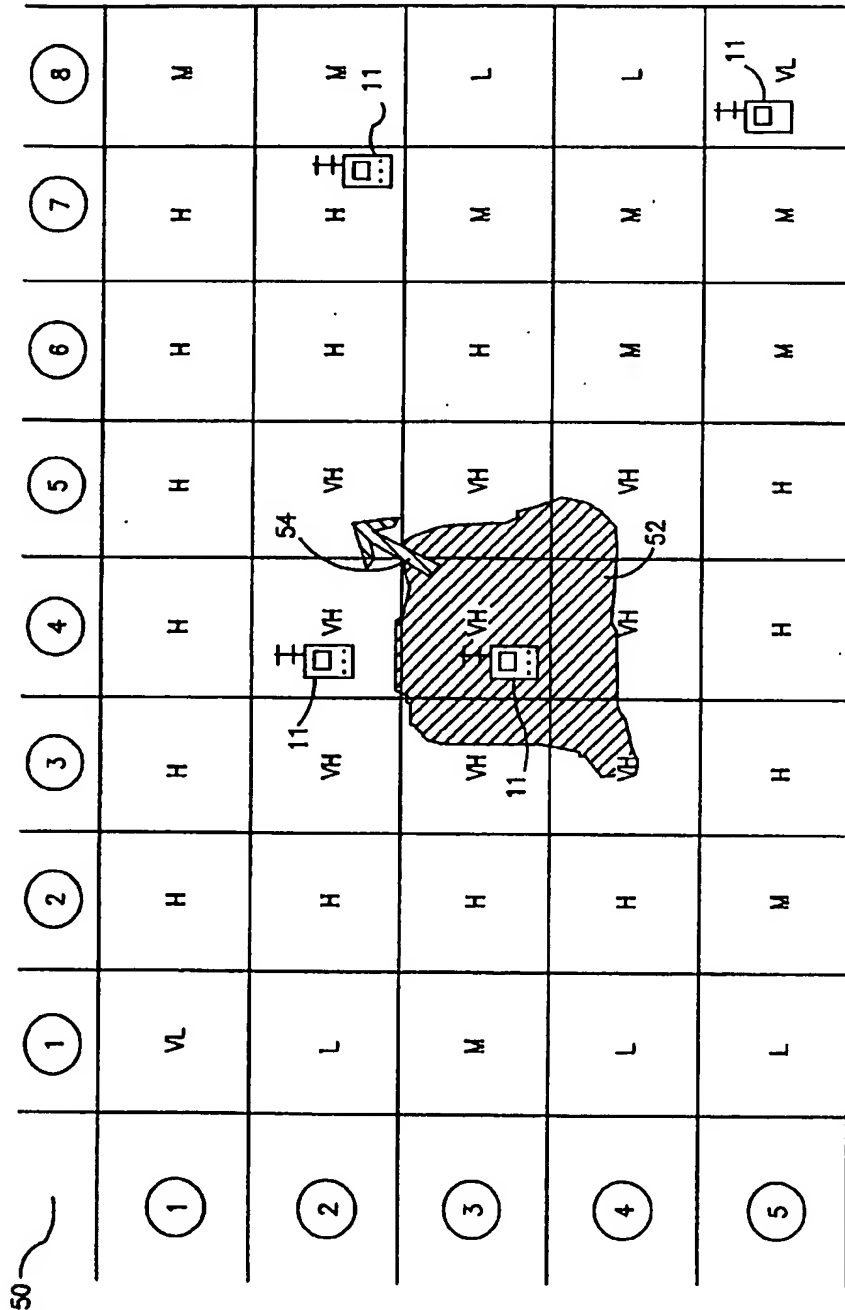 50
1 2 3 4 5 6 7 8
1 VL H H H H H H M
2 L H VH VH VH H H M
11 54 11
3 M H VH VH VH H M L
11
4 L H VH VH VH M M L
52
5 L M H H H M M VL
11